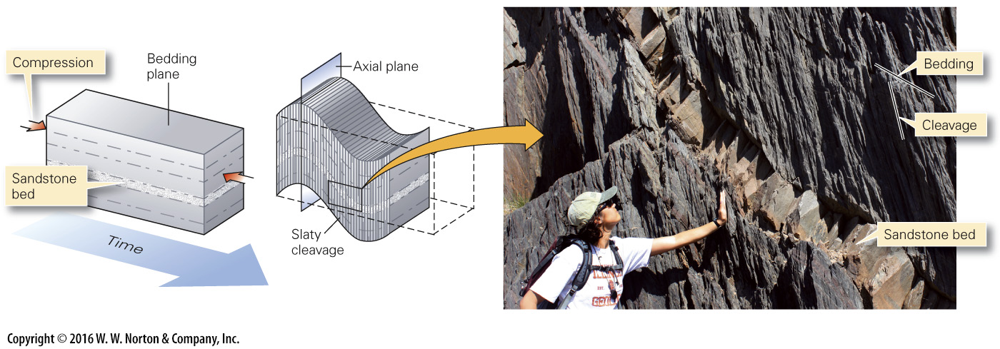 Compression
Bedding
plane
Sandstone
bed
Time
Axial plane
Slaty
cleavage
Bedding
Cleavage
Sandstone bed
EST.
Copyright © 2016 W. W. Norton & Company, Inc.